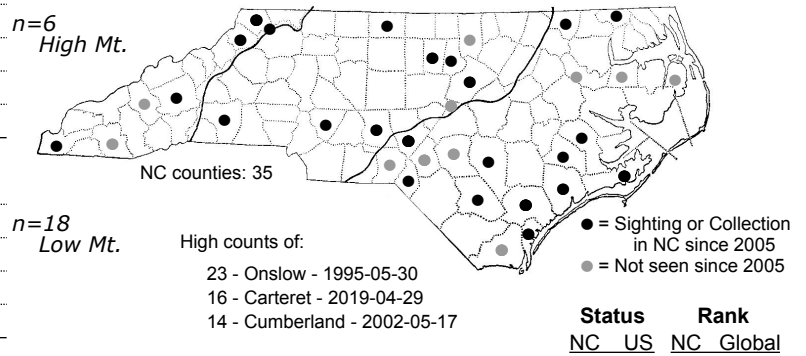 n=6
High Mt.
NC counties: 35
n=18
Low Mt.
High counts of:
23 - Onslow - 1995-05-30
16 - Carteret - 2019-04-29
14 - Cumberland - 2002-05-17
= Sighting or Collection
in NC since 2005
= Not seen since 2005
Status Rank
NC US NC Global